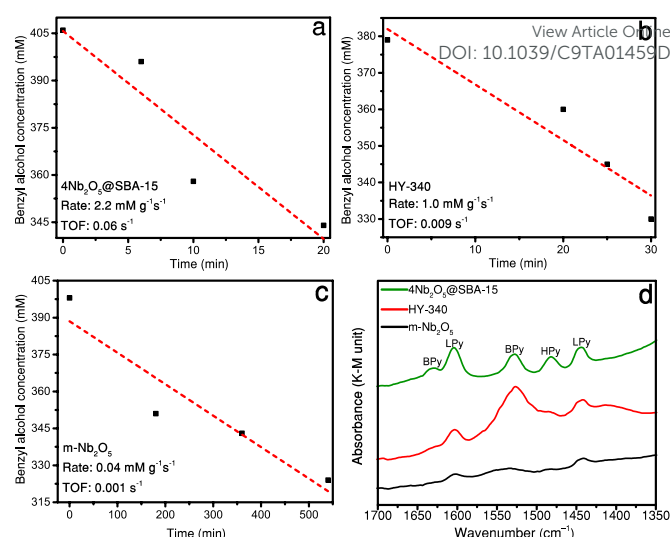 a
Benzyl alcohol concentration (mM)
405
390
375
360
345
4Nb₂O₅@SBA-15
Rate: 2.2 mM g⁻¹s⁻¹
TOF: 0.06 s⁻¹
0 5 10 15 20
Time (min)
b
View Article Online
DOI: 10.1039/C9TA01459D
Benzyl alcohol concentration (mM)
380
370
360
350
340
330
HY-340
Rate: 1.0 mM g⁻¹s⁻¹
TOF: 0.009 s⁻¹
0 5 10 15 20 25 30
Time (min)
c
Benzyl alcohol concentration (mM)
405
390
375
360
345
330
315
m-Nb₂O₅
Rate: 0.04 mM g⁻¹s⁻¹
TOF: 0.001 s⁻¹
0 100 200 300 400 500
Time (min)
d
Absorbance (K-M unit)
4Nb₂O₅@SBA-15
HY-340
m-Nb₂O₅
BPy LPy BPy HPy LPy
1700 1650 1600 1550 1500 1450 1400 1350
Wavenumber (cm⁻¹)